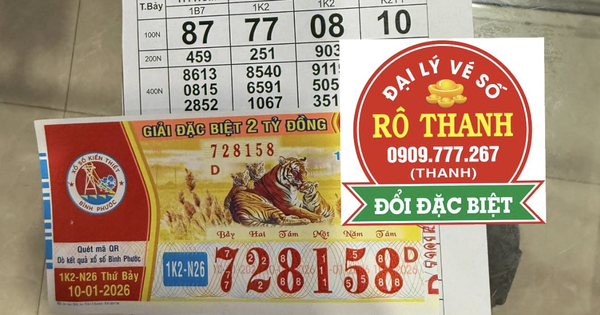 T.Bảy
1B7
1K2
100N
87
77
08
10
200N
459
251
903
400N
8613
8540
9119
0815
6591
2852
1067
351
ĐẠI LÝ VÉ SỐ
RÔ THANH
0909.777.267
(THANH)
ĐỔI ĐẶC BIỆT
GIẢI ĐẶC BIỆT 2 TỶ ĐỒNG
728158
D
XỔ SỐ KIẾN THIẾT
BÌNH PHƯỚC
Quét mã QR
Dò kết quả xổ số Bình Phước
1K2-N26 Thứ Bảy
10-01-2026
Bảy Hai Tám Một Năm Tám
1K2-N26
728158 D